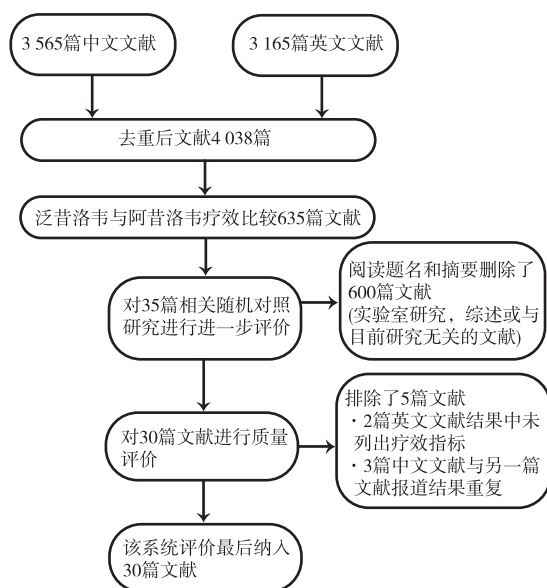 3 565篇中文文献
3 165篇英文文献
去重后文献4 038篇
泛昔洛韦与阿昔洛韦疗效比较635篇文献
对35篇相关随机对照
研究进行进一步评价
阅读题名和摘要删除了
600篇文献
(实验室研究，综述或与
目前研究无关的文献)
对30篇文献进行质量
评价
排除了5篇文献
·2篇英文文献结果中未
列出疗效指标
·3篇中文文献与另一篇
文献报道结果重复
该系统评价最后纳入
30篇文献